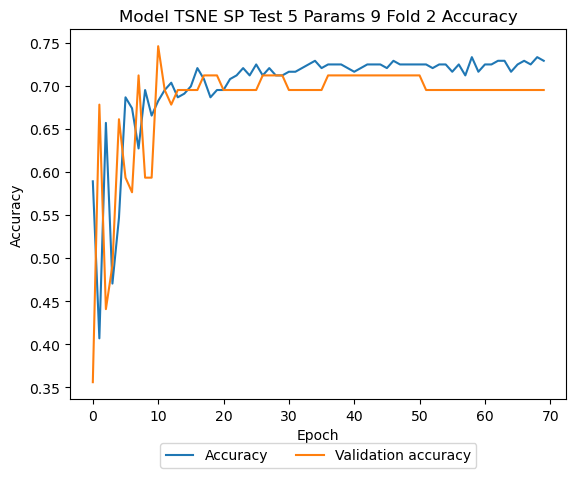 Model TSNE SP Test 5 Params 9 Fold 2 Accuracy
0.75
0.70
0.65
0.60
0.55
0.50
0.45
0.40
0.35
Accuracy
0 10 20 30 40 50 60 70
Epoch
Accuracy Validation accuracy